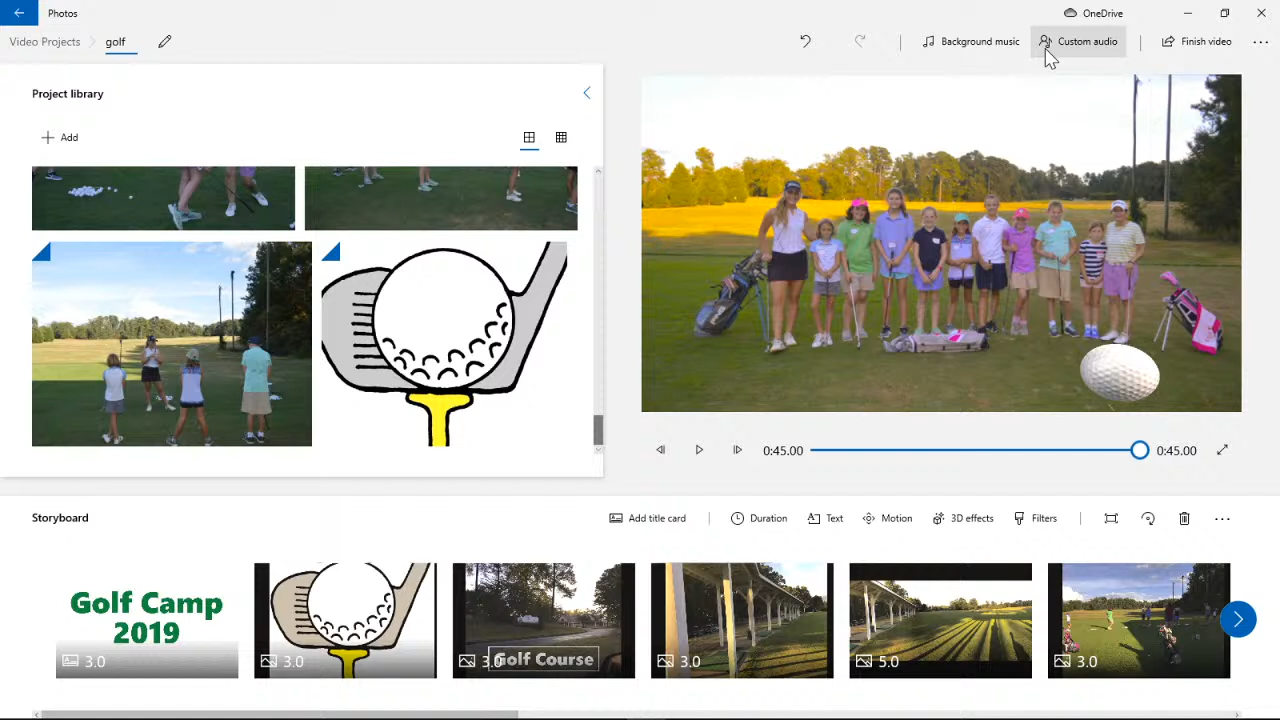 Photos
OneDrive
Video Projects
golf
Background music
Custom audio
Finish video
Project library
Add
0:45.00
0:45.00
Storyboard
Add title card
Duration
Text
Motion
3D effects
Filters
Golf Camp
2019
3.0
3.0
3.0
Golf Course
3.0
5.0
3.0